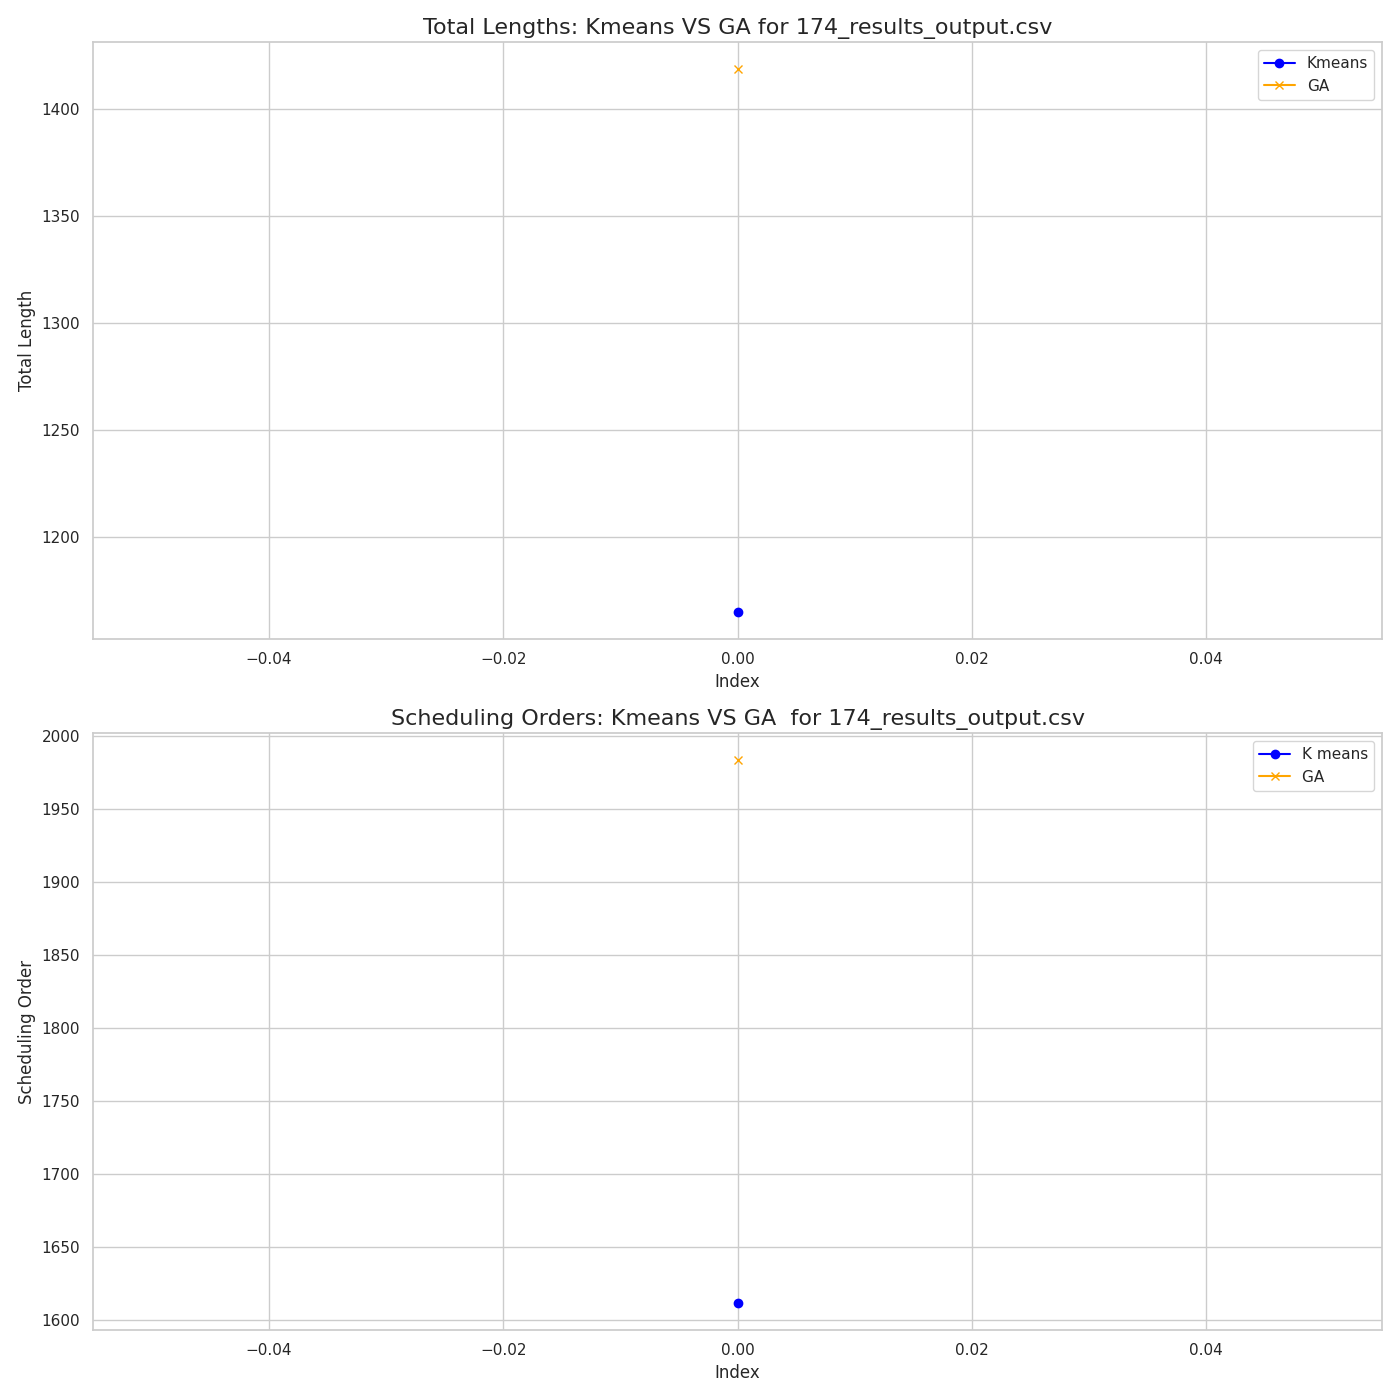 Total Lengths: Kmeans VS GA for 174_results_output.csv
Kmeans
GA
1400
1350
1300
1250
1200
Total Length
−0.04
−0.02
0.00
0.02
0.04
Index
Scheduling Orders: Kmeans VS GA  for 174_results_output.csv
K means
GA
2000
1950
1900
1850
1800
1750
1700
1650
1600
Scheduling Order
−0.04
−0.02
0.00
0.02
0.04
Index